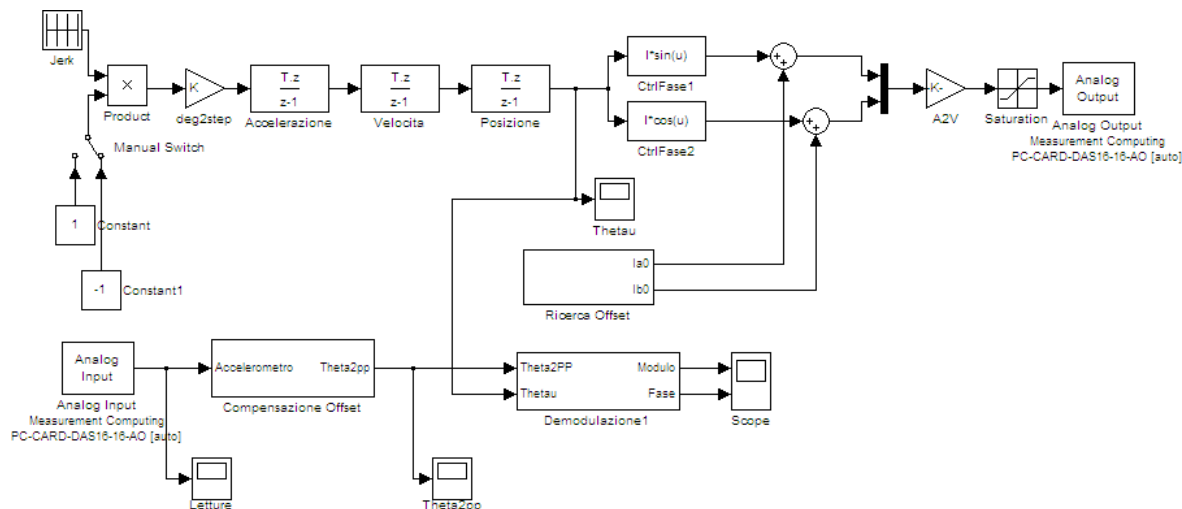 Jerk
×
Product
K
deg2step
T.z
z-1
Accelerazione
T.z
z-1
Velocita
T.z
z-1
Posizione
I*sin(u)
CtrlFase1
I*cos(u)
CtrlFase2
+
+
+
+
K-
A2V
Saturation
Analog
Output
Analog Output
Measurement Computing
PC-CARD-DAS16-16-AO [auto]
Manual Switch
1
Constant
-1
Constant1
Thetau
Ia0
Ib0
Ricerca Offset
Analog
Input
Analog Input
Measurement Computing
PC-CARD-DAS16-16-AO [auto]
Accelerometro
Theta2pp
Compensazione Offset
Theta2PP
Modulo
Thetau
Fase
Demodulazione1
Scope
Letture
Theta2pp